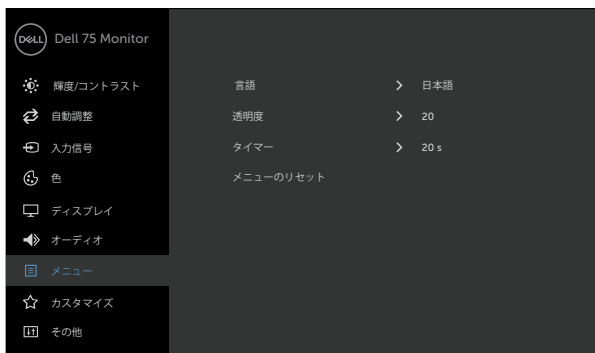 DELL Dell 75 Monitor
輝度/コントラスト
自動調整
入力信号
色
ディスプレイ
オーディオ
メニュー
カスタマイズ
その他
言語 日本語
透明度 20
タイマー 20 s
メニューのリセット